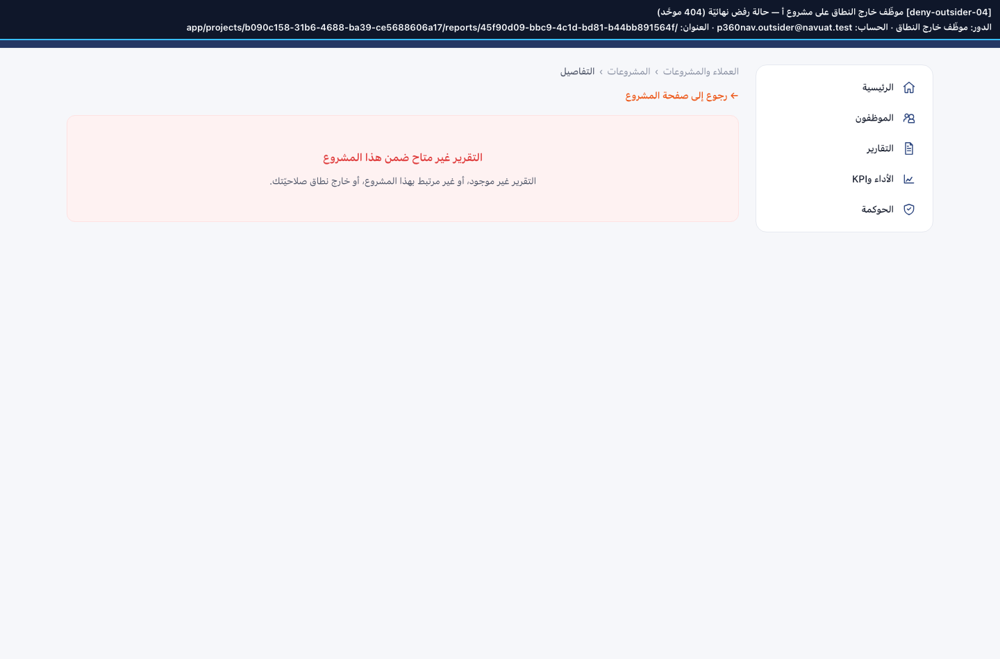 [deny-outsider-04] موظّف خارج النطاق على مشروع أ — حالة رفض نهائيّة (404 موحَّد)
الدور: موظّف خارج النطاق · الحساب: p360nav.outsider@navuat.test · العنوان: /app/projects/b090c158-31b6-4688-ba39-ce5688606a17/reports/45f90d09-bbc9-4c1d-bd81-b44bb891564f
الرئيسية
الموظفون
التقارير
الأداء وKPI
الحوكمة
العملاء والمشروعات › المشروعات › التفاصيل
← رجوع إلى صفحة المشروع
التقرير غير متاح ضمن هذا المشروع
التقرير غير موجود، أو غير مرتبط بهذا المشروع، أو خارج نطاق صلاحيّتك.